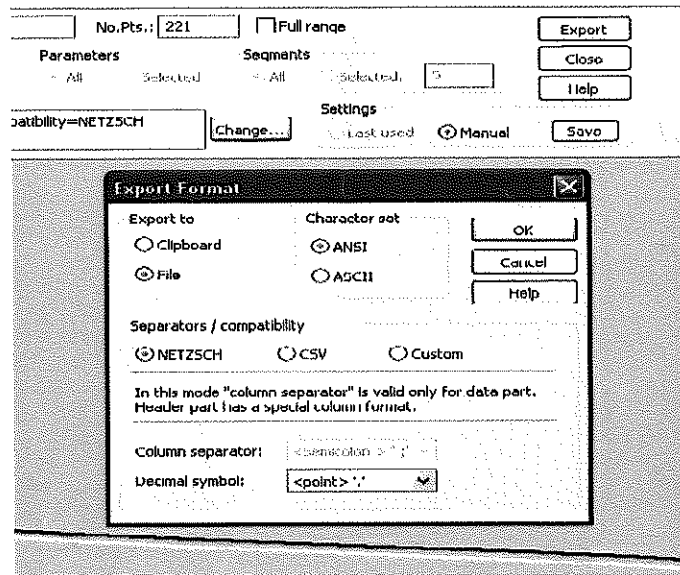 No.Pts.: 221 Full range Export
Parameters Segments Close
All Selected All Selected: 5 Help
Settings
patibility=NETZSCH Change... Last used Manual Save
Export Format
Export to Character set OK
Clipboard ANSI Cancel
File ASCII Help
Separators / compatibility
NETZSCH CSV Custom
In this mode "column separator" is valid only for data part.
Header part has a special column format.
Column separator: <semicolon > ';'
Decimal symbol: <point> '.'